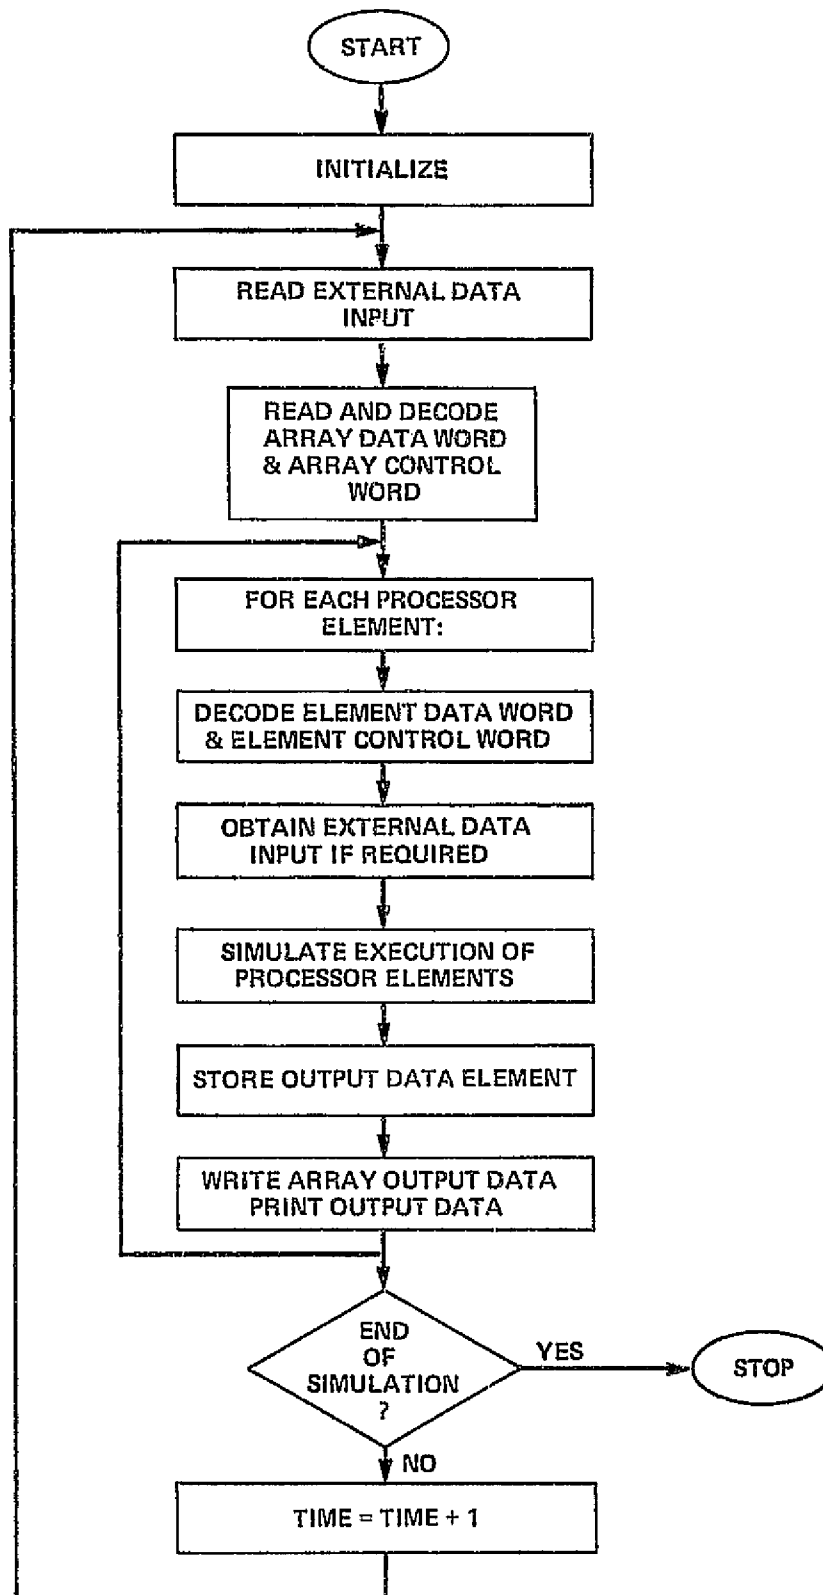 START
INITIALIZE
READ EXTERNAL DATA
INPUT
READ AND DECODE
ARRAY DATA WORD
& ARRAY CONTROL
WORD
FOR EACH PROCESSOR
ELEMENT:
DECODE ELEMENT DATA WORD
& ELEMENT CONTROL WORD
OBTAIN EXTERNAL DATA
INPUT IF REQUIRED
SIMULATE EXECUTION OF
PROCESSOR ELEMENTS
STORE OUTPUT DATA ELEMENT
WRITE ARRAY OUTPUT DATA
PRINT OUTPUT DATA
END
OF
SIMULATION
?
YES
STOP
NO
TIME = TIME + 1